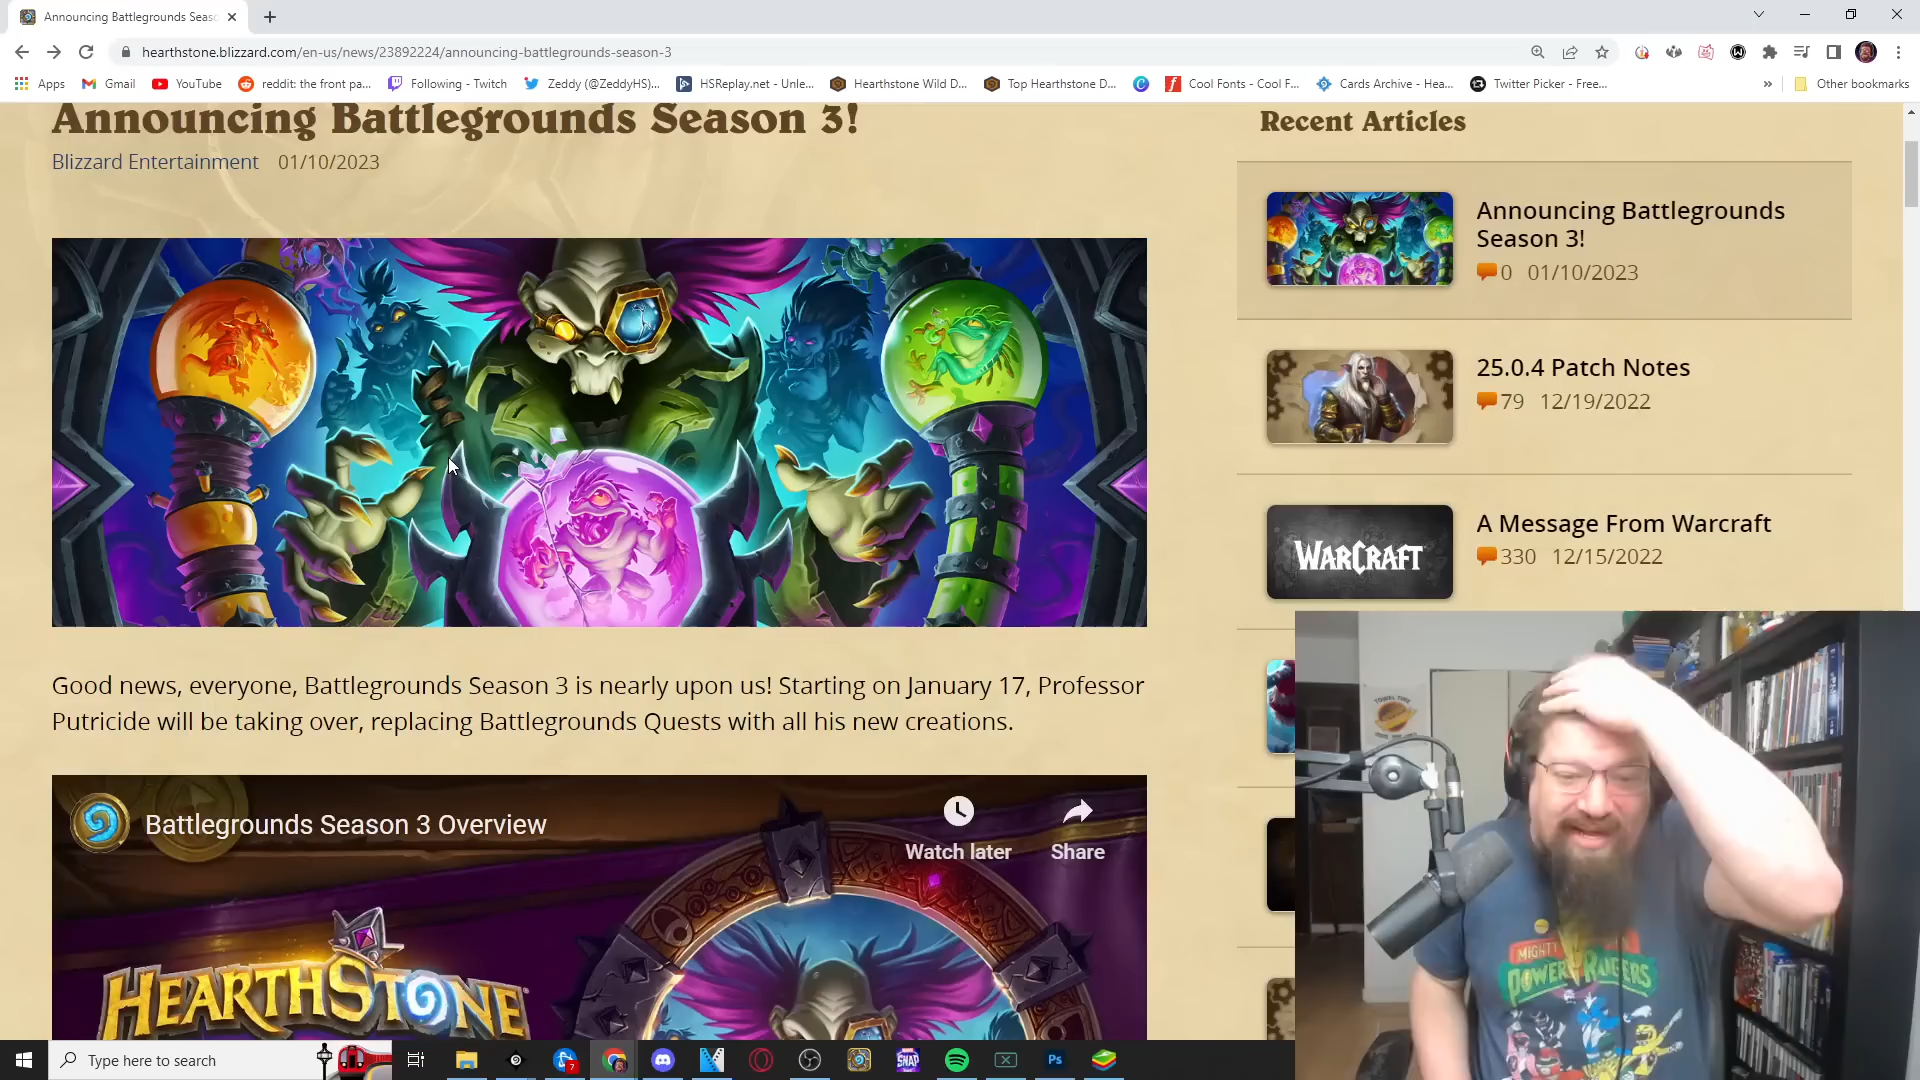 Announcing Battlegrounds Seas
hearthstone.blizzard.com/en-us/news/23892224/announcing-battlegrounds-season-3
Apps
Gmail
YouTube
reddit: the front pa...
Following - Twitch
Zeddy (@ZeddyHS)...
HSReplay.net - Unle...
Hearthstone Wild D...
Top Hearthstone D...
Cool Fonts - Cool F...
Cards Archive - Hea...
Twitter Picker - Free...
»
Other bookmarks
Announcing Battlegrounds Season 3!
Blizzard Entertainment 01/10/2023
Good news, everyone, Battlegrounds Season 3 is nearly upon us! Starting on January 17, Professor
Putricide will be taking over, replacing Battlegrounds Quests with all his new creations.
Battlegrounds Season 3 Overview
Watch later
Share
HEARTHSTONE
Recent Articles
Announcing Battlegrounds
Season 3!
0 01/10/2023
25.0.4 Patch Notes
79 12/19/2022
WARCRAFT
A Message From Warcraft
330 12/15/2022
MIGHTY
POWER RANGERS
Type here to search
7
SNAP
Ps